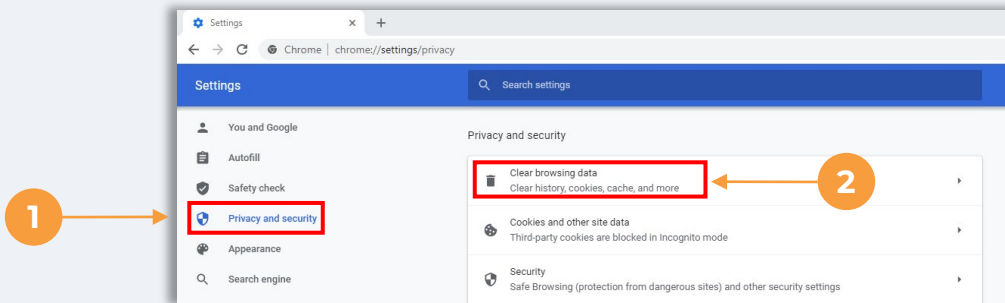 Settings
Chrome | chrome://settings/privacy
Settings
Search settings
You and Google
Autofill
Safety check
Privacy and security
Appearance
Search engine
Privacy and security
Clear browsing data
Clear history, cookies, cache, and more
Cookies and other site data
Third-party cookies are blocked in Incognito mode
Security
Safe Browsing (protection from dangerous sites) and other security settings
1
2